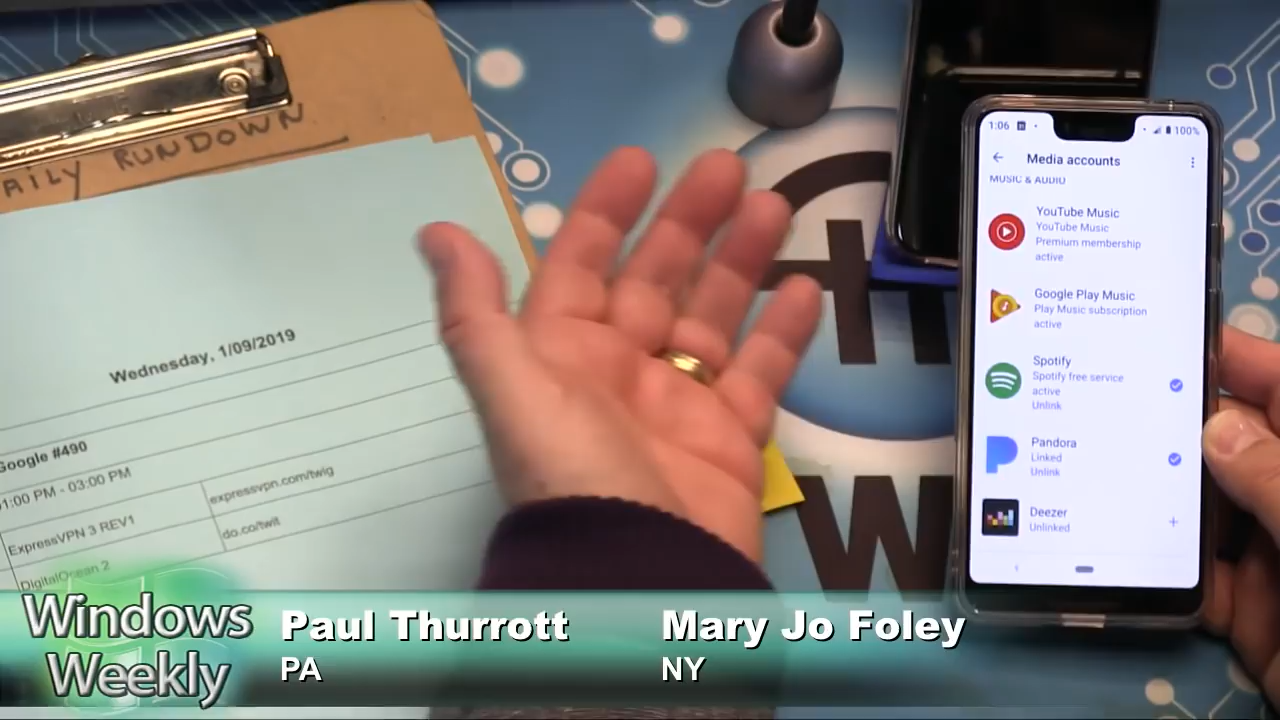 AILY RUNDOWN
Wednesday, 1/09/2019
Google #490
1:00 PM - 03:00 PM
ExpressVPN 3 REV1
expressvpn.com/twig
DigitalOcean 2
do.co/twit
1:06
100%
Media accounts
MUSIC & AUDIO
YouTube Music
YouTube Music
Premium membership
active
Google Play Music
Play Music subscription
active
Spotify
Spotify free service
active
Unlink
Pandora
Linked
Unlink
Deezer
Unlinked
W
Windows
Weekly
Paul Thurrott
PA
Mary Jo Foley
NY